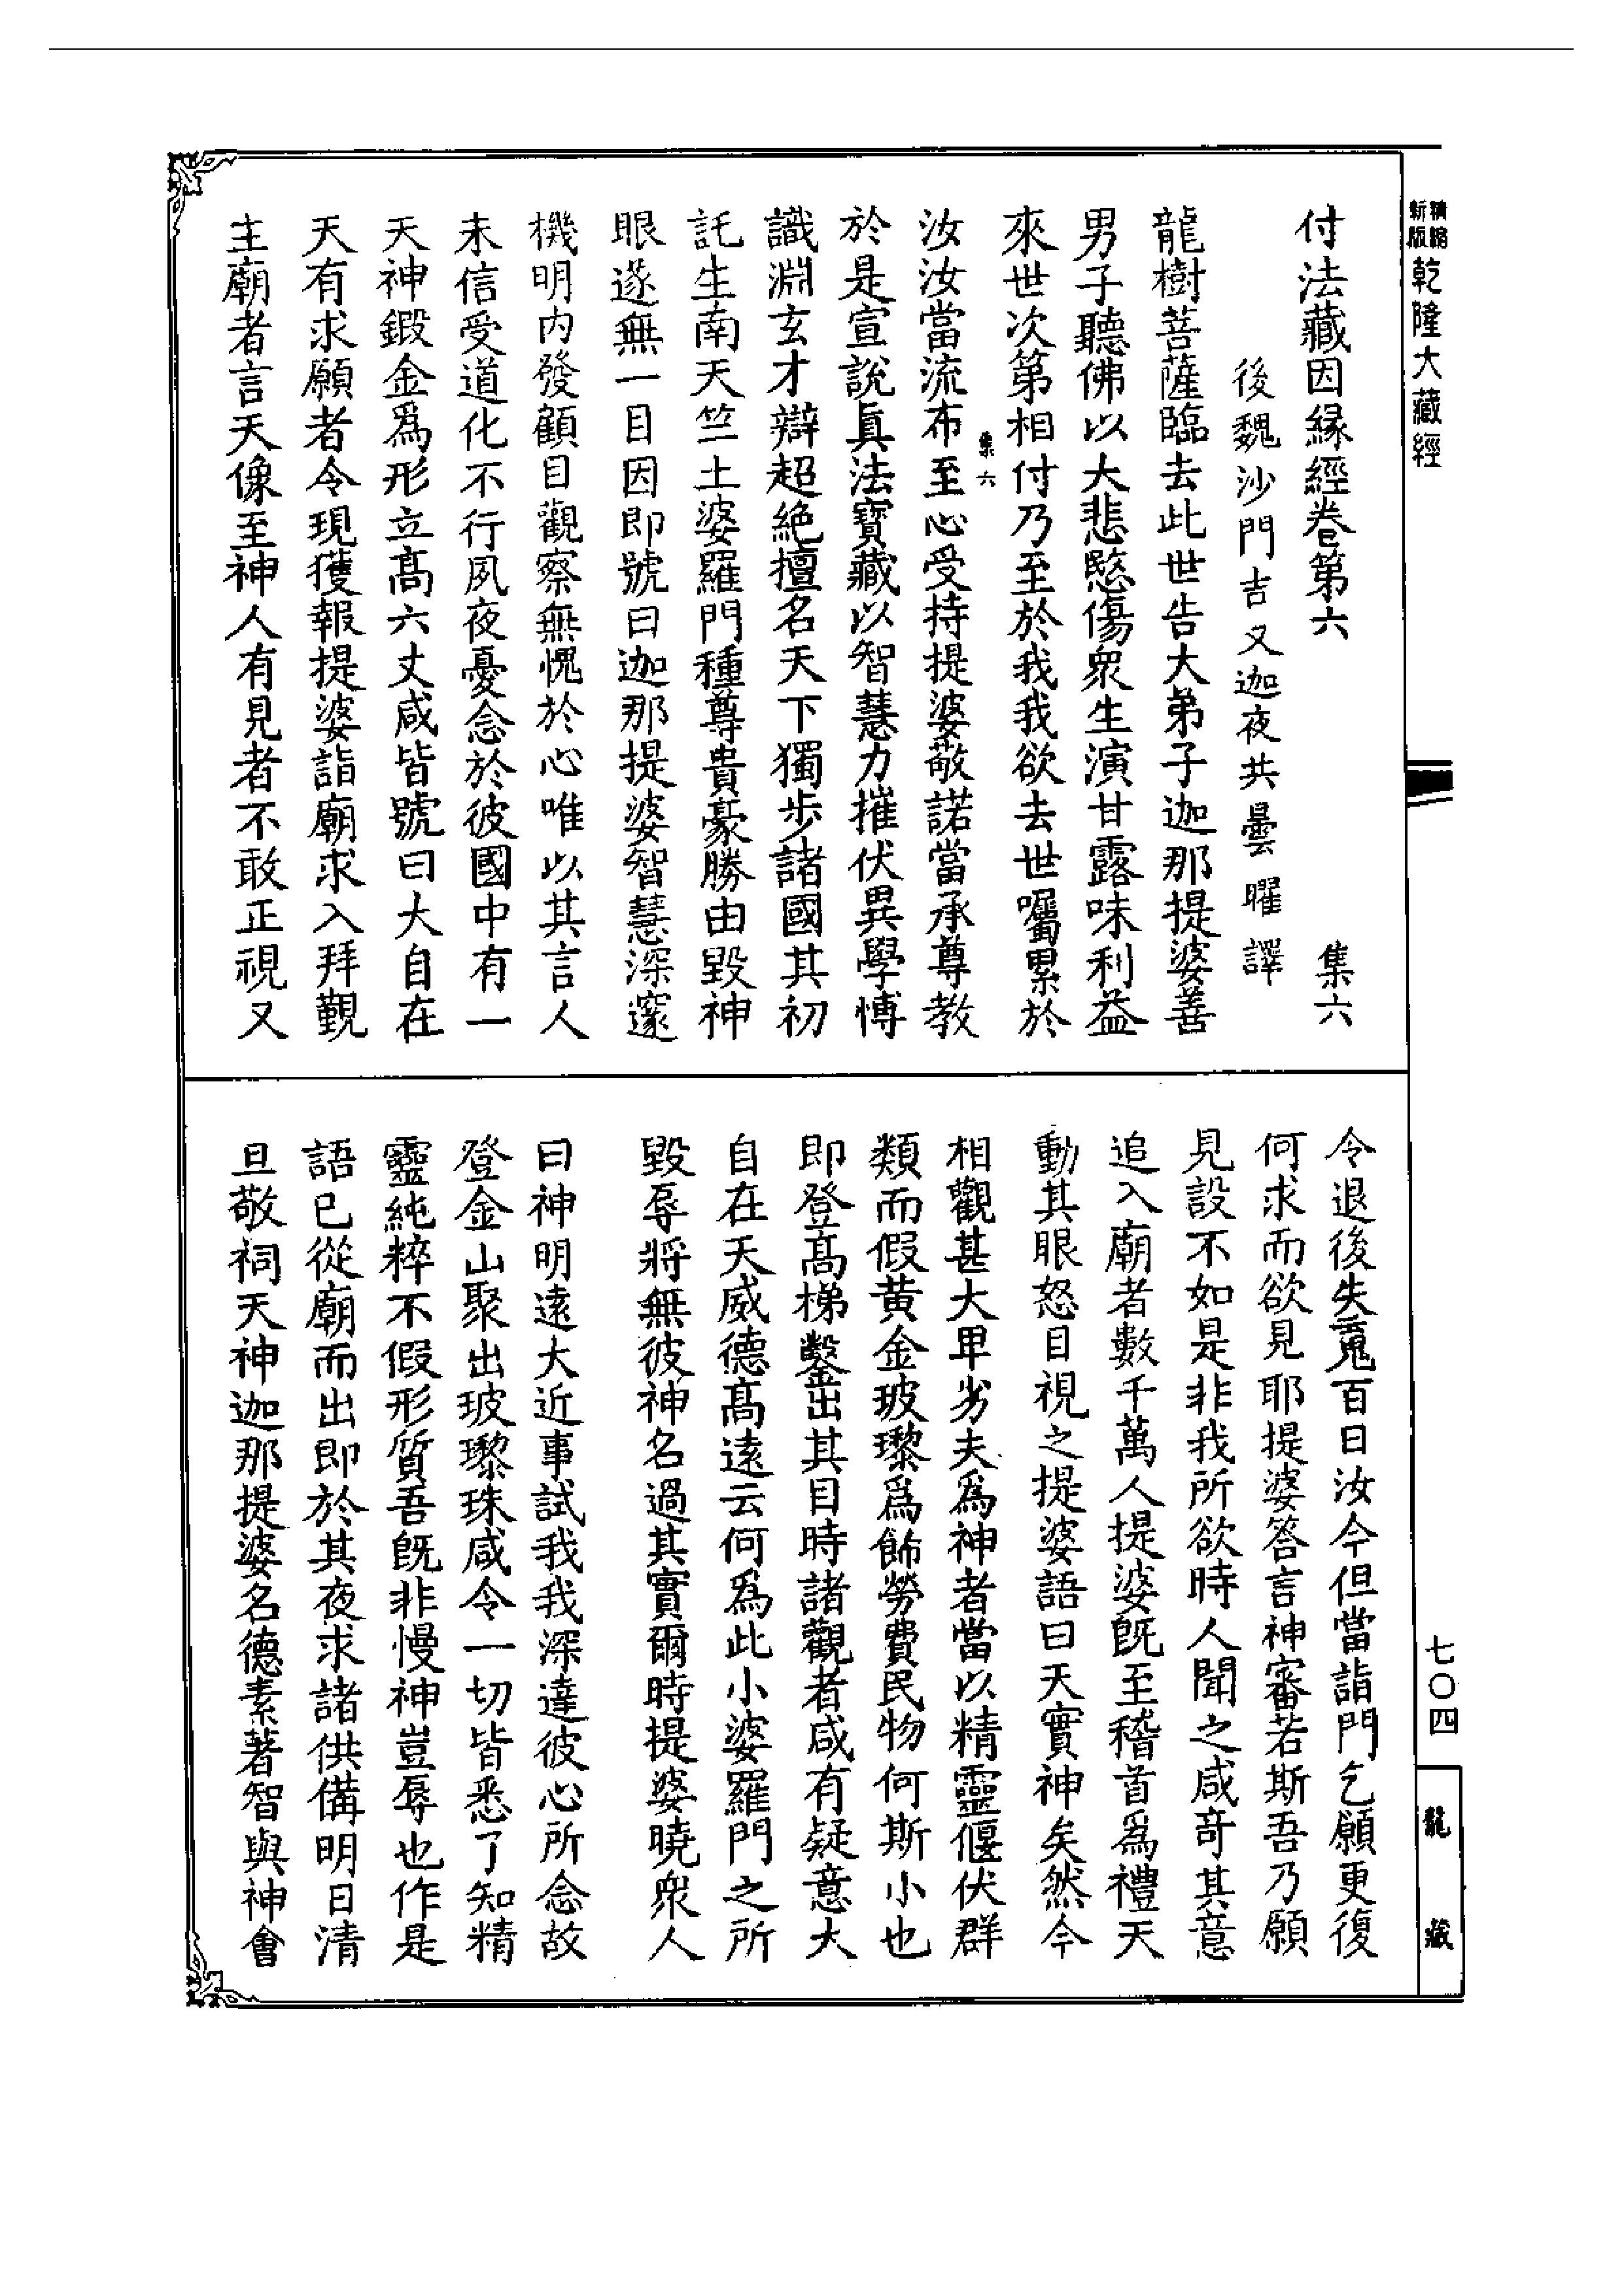 新版
精縮
乾隆大藏經
付法藏因緣經卷第六 集六
後魏沙門吉又迦夜共曇曜譯
龍樹菩薩臨去此世告大弟子迦那提婆善
男子聽佛以大悲愍傷眾生演甘露味利益
來世次第相付乃至於我我欲去世囑累於
集六
汝汝當流布至心受持提婆敬諾當承尊教
於是宣說眞法寶藏以智慧力摧伏異學博
識淵玄才辯超絶擅名天下獨步諸國其初
託生南天竺土婆羅門種尊貴豪勝由毀神
眼遂無一目因即號曰迦那提婆智慧深邃
機明內發顧目觀察無愧於心唯以其言人
未信受道化不行夙夜憂念於彼國中有一
天神鍛金爲形立髙六丈咸皆號曰大自在
天有求願者令現獲報提婆詣廟求入拜覲
主廟者言天像至神人有見者不敢正視又
令退後失䰟百日汝今但當詣門乞願更復
何求而欲見耶提婆答言神審若斯吾乃願
見設不如是非我所欲時人聞之咸奇其意
追入廟者數千萬人提婆旣至稽首爲禮天
動其眼怒目視之提婆語曰天實神矣然今
相觀甚大卑劣夫爲神者當以精靈偃伏群
類而假黄金玻瓈爲飾勞費民物何斯小也
即登髙梯鑿出其目時諸觀者咸有疑意大
自在天威德髙遠云何爲此小婆羅門之所
毀辱將無彼神名過其實爾時提婆曉眾人
曰神明遠大近事試我我深達彼心所念故
登金山聚出玻瓈珠咸令一切皆悉了知精
靈純粹不假形質吾旣非慢神豈辱也作是
語已從廟而出即於其夜求諸供備明日清
旦敬祠天神迦那提婆名德素著智與神會
七〇四
龍藏